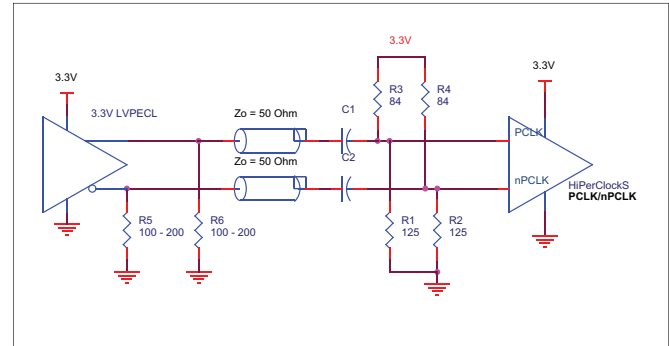 3.3V
3.3V
3.3V
3.3V LVPECL
Zo = 50 Ohm
C1
R3
84
R4
84
PCLK
Zo = 50 Ohm
C2
nPCLK
HiPerClockS
PCLK/nPCLK
R5
100 - 200
R6
100 - 200
R1
125
R2
125